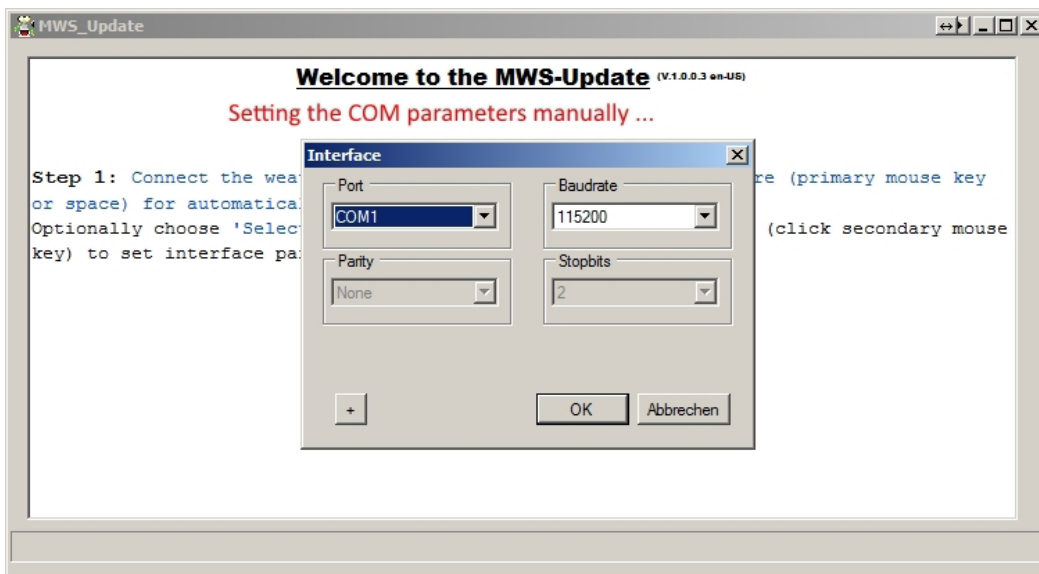 MWS_Update
Welcome to the MWS-Update (V.1.0.0.3 en-US)
Setting the COM parameters manually ...
Interface
Step 1: Connect the wea
re (primary mouse key
or space) for automatica
Optionally choose 'Selec
(click secondary mouse
key) to set interface pa
Port
Baudrate
COM1
115200
Parity
Stopbits
None
2
+
OK
Abbrechen